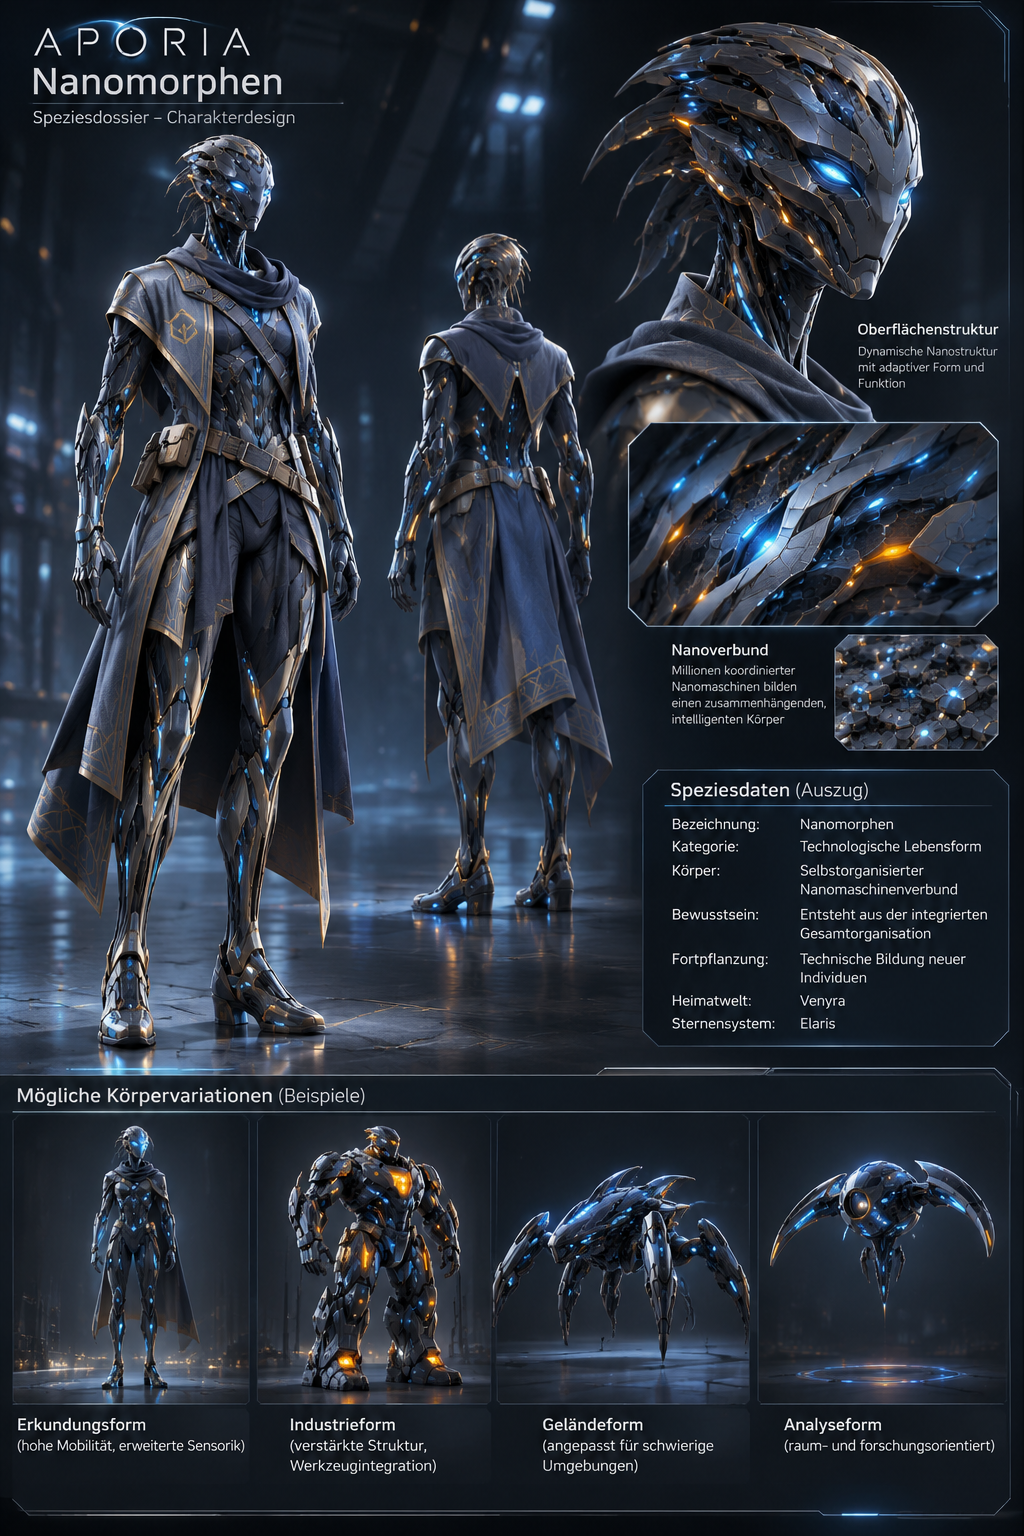 APORIA
Nanomorphen
Speziesdossier – Charakterdesign
Oberflächenstruktur
Dynamische Nanostruktur
mit adaptiver Form und
Funktion
Nanoverbund
Millionen koordinierter
Nanomaschinen bilden
einen zusammenhängenden,
intelligenten Körper
Speziesdaten (Auszug)
Bezeichnung: Nanomorphen
Kategorie: Technologische Lebensform
Körper: Selbstorganisierter
Nanomaschinenverbund
Bewusstsein: Entsteht aus der integrierten
Gesamtorganisation
Fortpflanzung: Technische Bildung neuer
Individuen
Heimatwelt: Venyra
Sternensystem: Elaris
Mögliche Körpervariationen (Beispiele)
Erkundungsform
(hohe Mobilität, erweiterte Sensorik)
Industrieform
(verstärkte Struktur,
Werkzeugintegration)
Geländeform
(angepasst für schwierige
Umgebungen)
Analyseform
(raum- und forschungsorientiert)